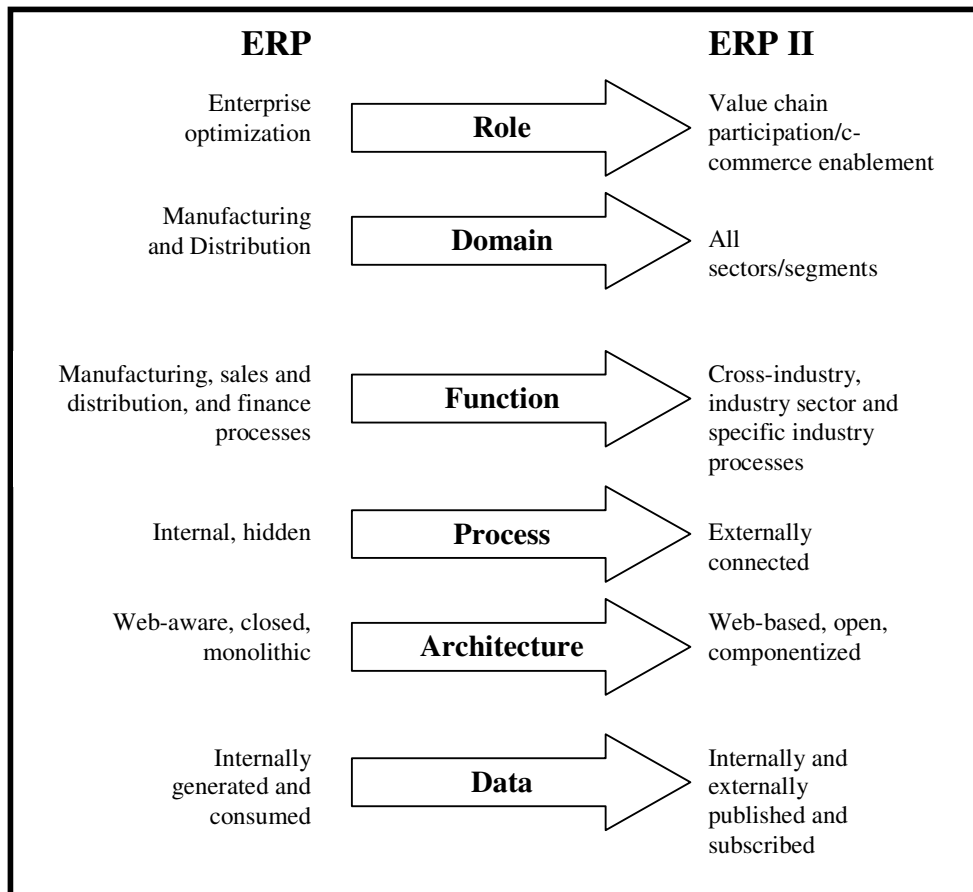 ERP
ERP II
Enterprise
optimization
Role
Value chain
participation/c-
commerce enablement
Manufacturing
and Distribution
Domain
All
sectors/segments
Manufacturing, sales and
distribution, and finance
processes
Function
Cross-industry,
industry sector and
specific industry
processes
Internal, hidden
Process
Externally
connected
Web-aware, closed,
monolithic
Architecture
Web-based, open,
componentized
Internally
generated and
consumed
Data
Internally and
externally
published and
subscribed